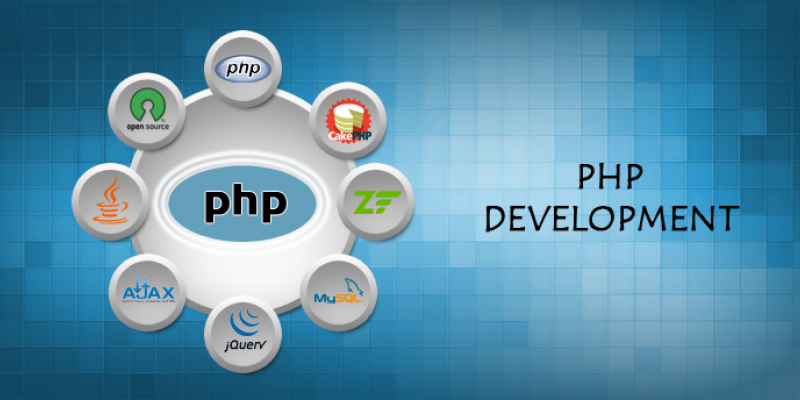 php
open source
CakePHP
php
ZF
AJAX
MySQL
jQuery
PHP
DEVELOPMENT